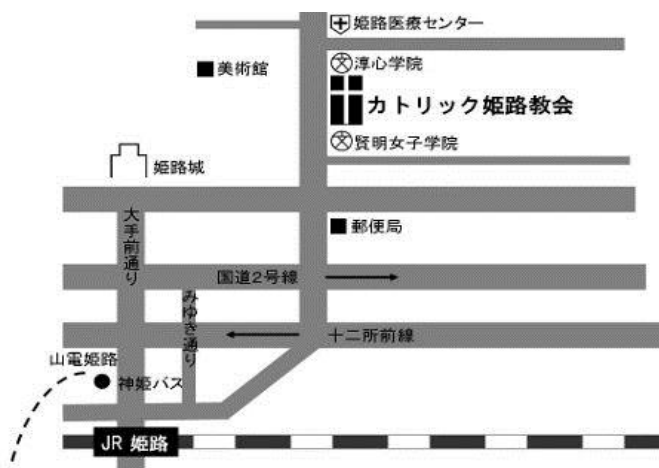 姫路医療センター
淳心学院
美術館
カトリック姫路教会
賢明女子学院
姫路城
大手前通り
郵便局
国道2号線
みゆき通り
十二所前線
山電姫路
神姫バス
JR 姫路